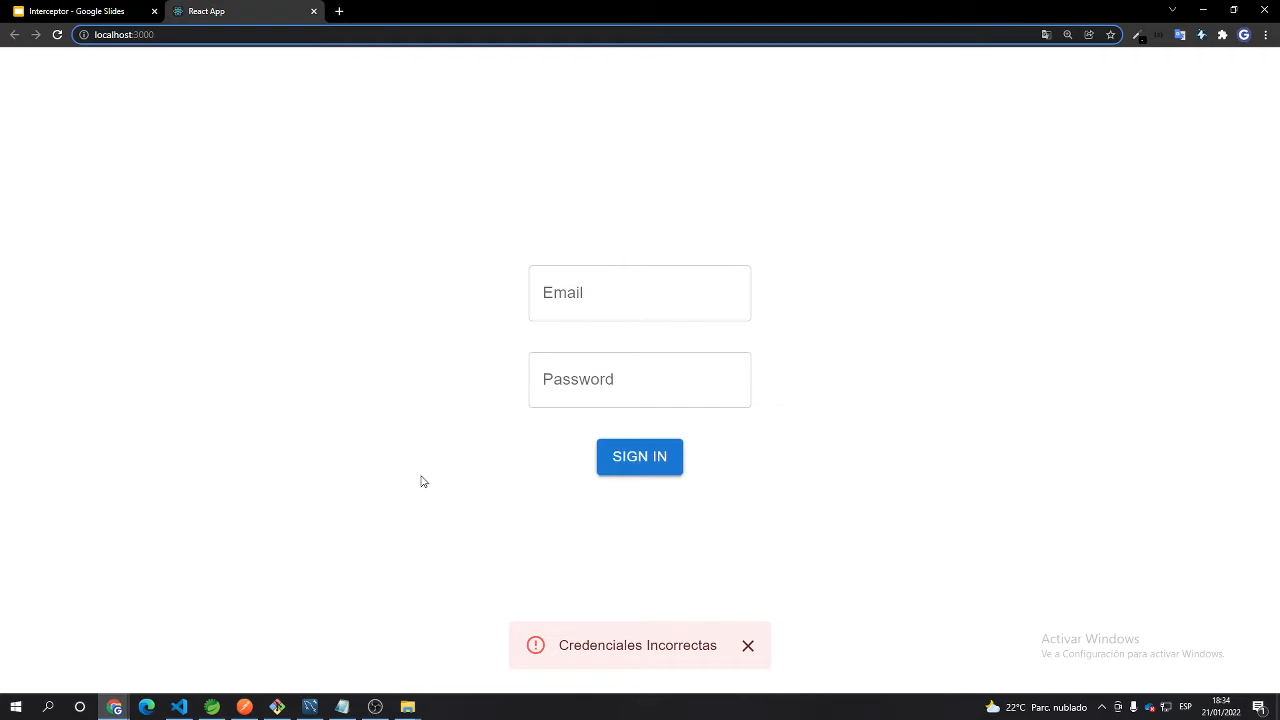 Interceptor - Google Slides
React App
localhost:3000
Email
Password
SIGN IN
Credenciales Incorrectas
Activar Windows
Ve a Configuración para activar Windows.
22°C Parc. nublado
ESP
18:34
21/01/2022